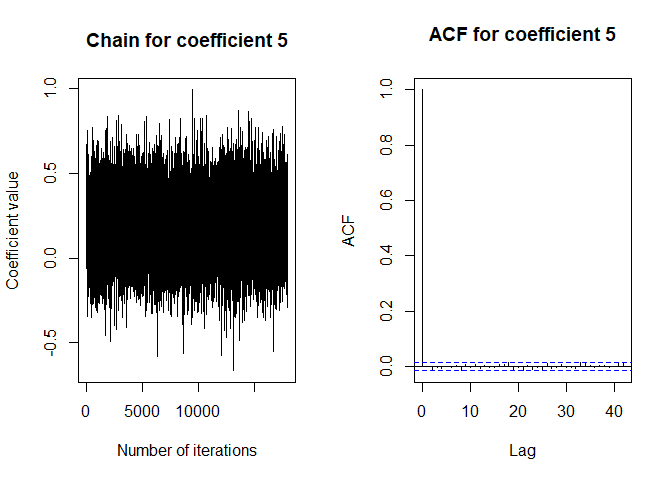 Chain for coefficient 5
Coefficient value
1.0
0.5
0.0
-0.5
0 5000 10000
Number of iterations
ACF for coefficient 5
ACF
1.0
0.8
0.6
0.4
0.2
0.0
0 10 20 30 40
Lag